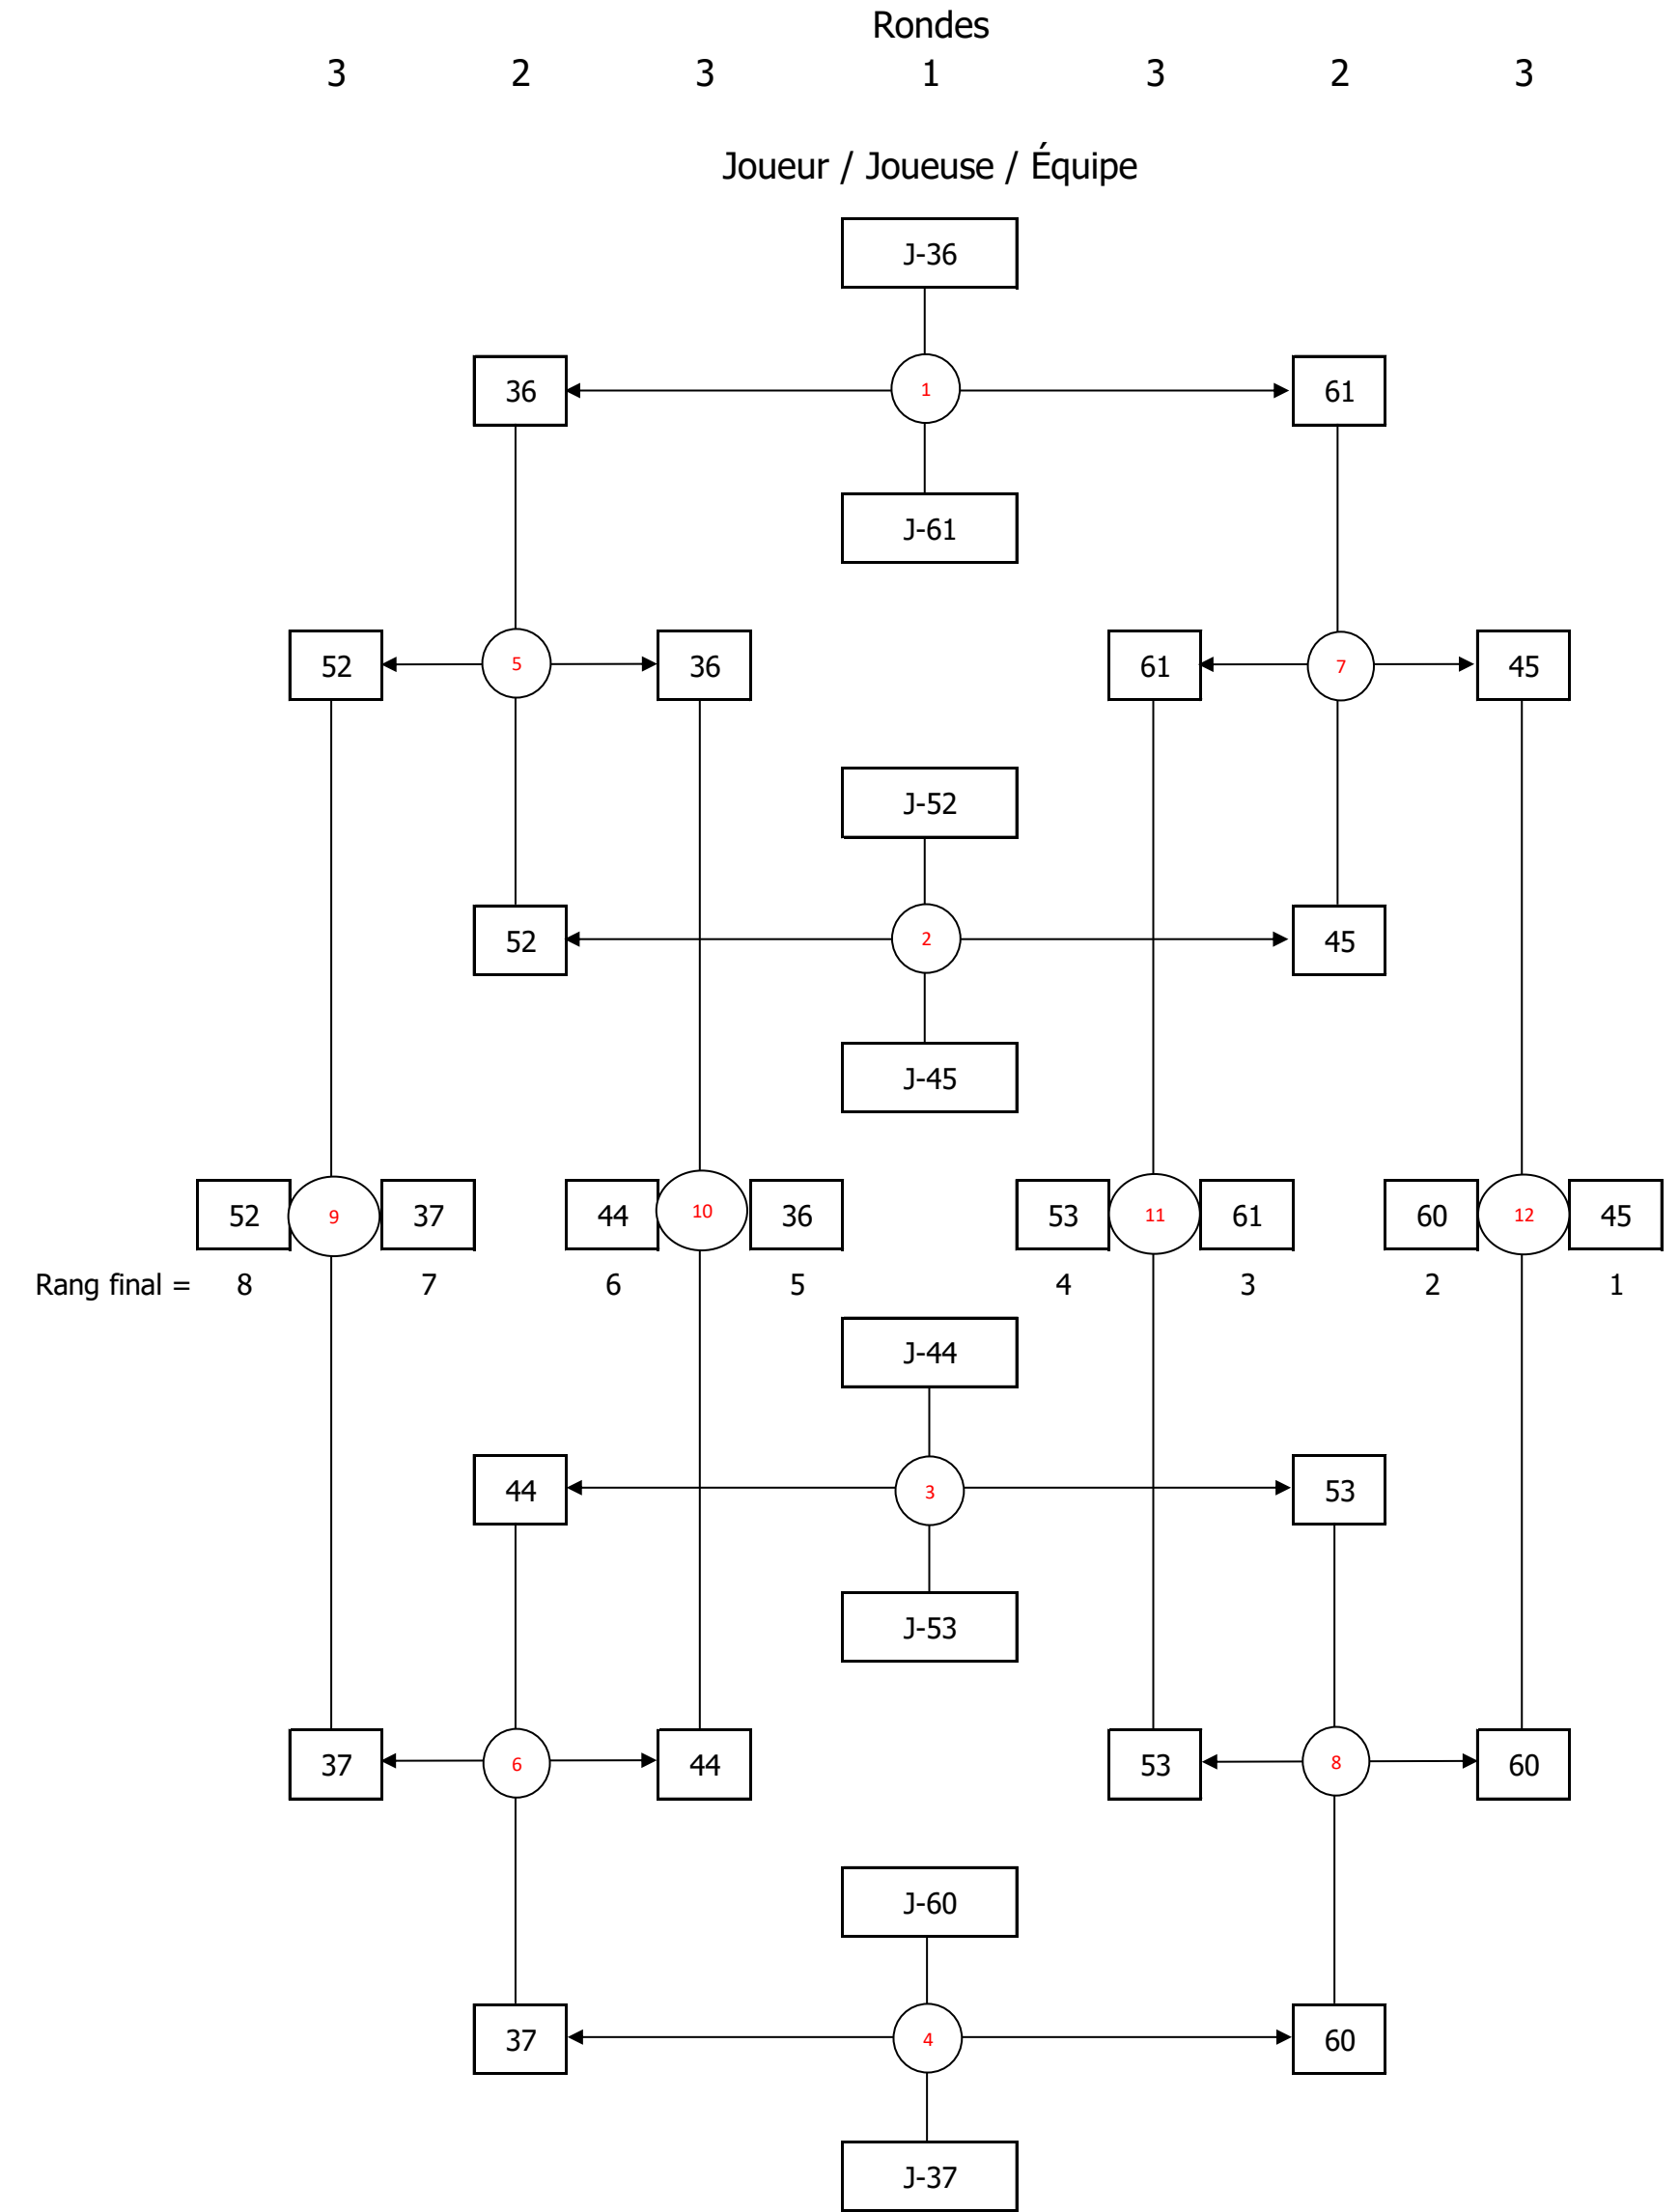 Rondes
3 2 3 1 3 2 3
Joueur / Joueuse / Équipe
J-36
36 1 61
J-61
52 5 36 61 7 45
J-52
52 2 45
J-45
52 9 37 44 10 36 53 11 61 60 12 45
Rang final = 8 7 6 5 4 3 2 1
J-44
44 3 53
J-53
37 6 44 53 8 60
J-60
37 4 60
J-37